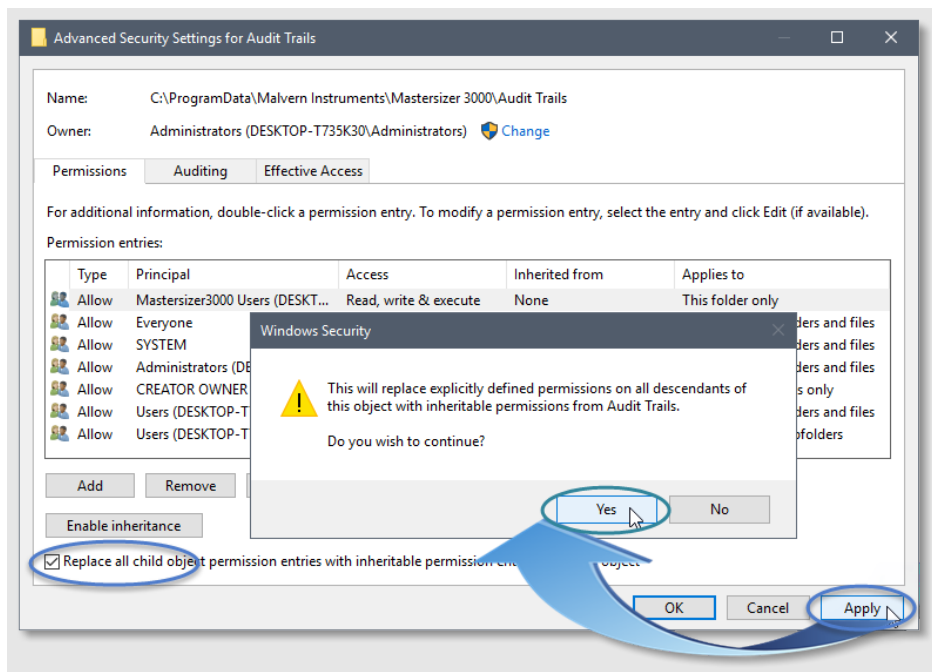 Advanced Security Settings for Audit Trails
Name: C:\ProgramData\Malvern Instruments\Mastersizer 3000\Audit Trails
Owner: Administrators (DESKTOP-T735K30\Administrators) Change
Permissions Auditing Effective Access
For additional information, double-click a permission entry. To modify a permission entry, select the entry and click Edit (if available).
Permission entries:
Type Principal Access Inherited from Applies to
Allow Mastersizer3000 Users (DESKT... Read, write & execute None This folder only
Allow Everyone ders and files
Allow SYSTEM ders and files
Allow Administrators (DE ders and files
Allow CREATOR OWNER s only
Allow Users (DESKTOP-T ders and files
Allow Users (DESKTOP-T ofolders
Windows Security
This will replace explicitly defined permissions on all descendants of
this object with inheritable permissions from Audit Trails.
Do you wish to continue?
Yes No
Add Remove
Enable inheritance
Replace all child object permission entries with inheritable permission object
OK Cancel Apply